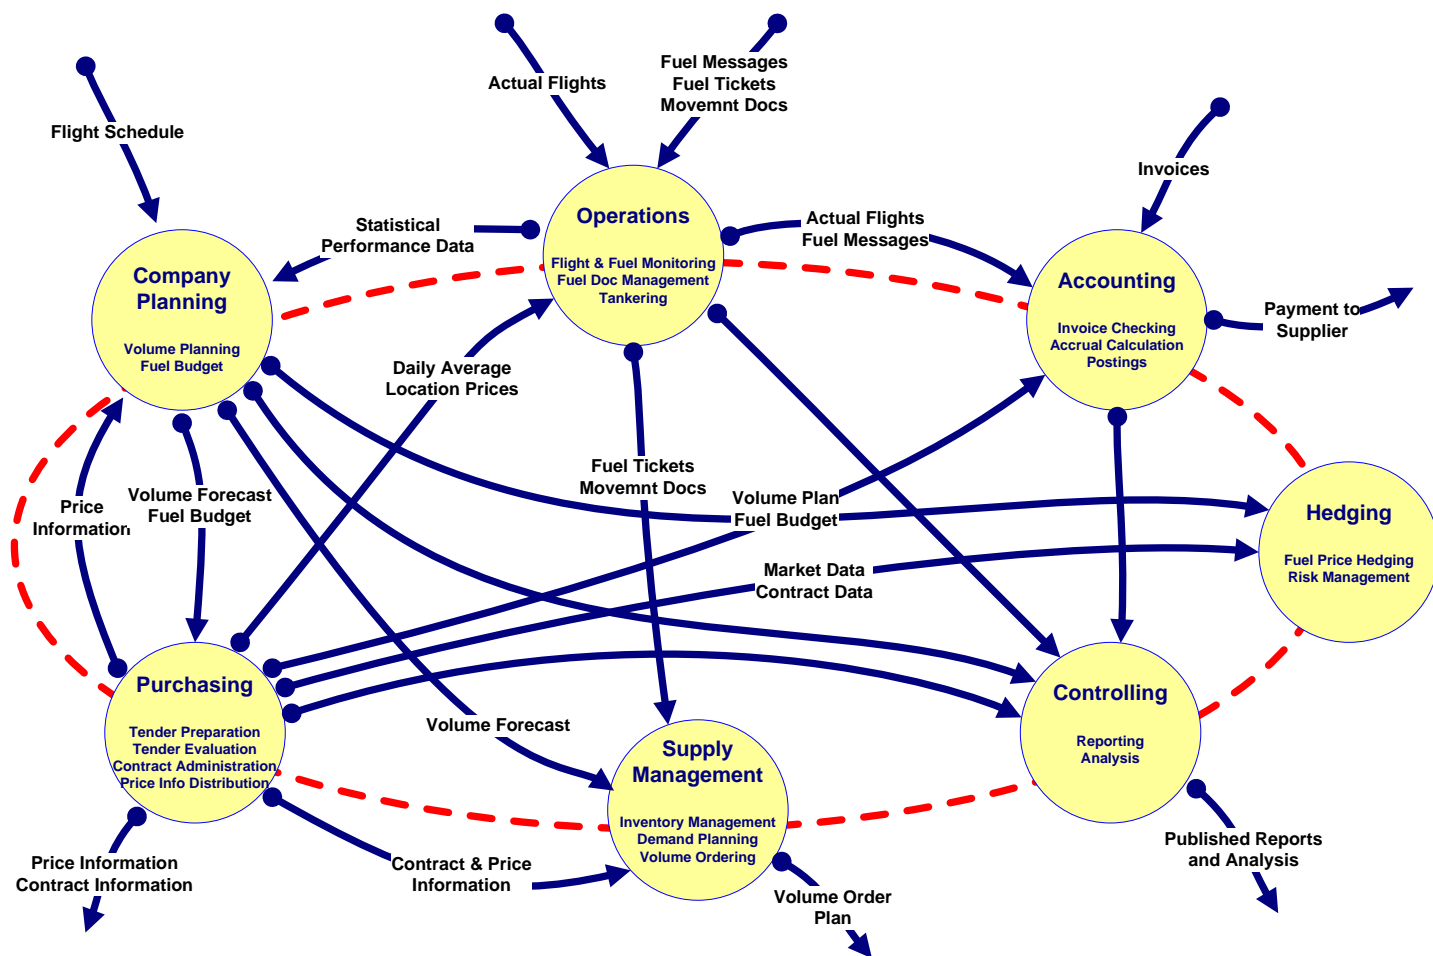 Fuel Messages
Fuel Tickets
Movemnt Docs
Actual Flights
Flight Schedule
Invoices
Statistical
Performance Data
Operations
Flight & Fuel Monitoring
Fuel Doc Management
Tankering
Actual Flights
Fuel Messages
Company
Planning
Volume Planning
Fuel Budget
Accounting
Invoice Checking
Accrual Calculation
Postings
Payment to
Supplier
Daily Average
Location Prices
Price
Information
Volume Forecast
Fuel Budget
Fuel Tickets
Movemnt Docs
Volume Plan
Fuel Budget
Hedging
Fuel Price Hedging
Risk Management
Market Data
Contract Data
Purchasing
Tender Preparation
Tender Evaluation
Contract Administration
Price Info Distribution
Volume Forecast
Supply
Management
Inventory Management
Demand Planning
Volume Ordering
Controlling
Reporting
Analysis
Price Information
Contract Information
Contract & Price
Information
Volume Order
Plan
Published Reports
and Analysis